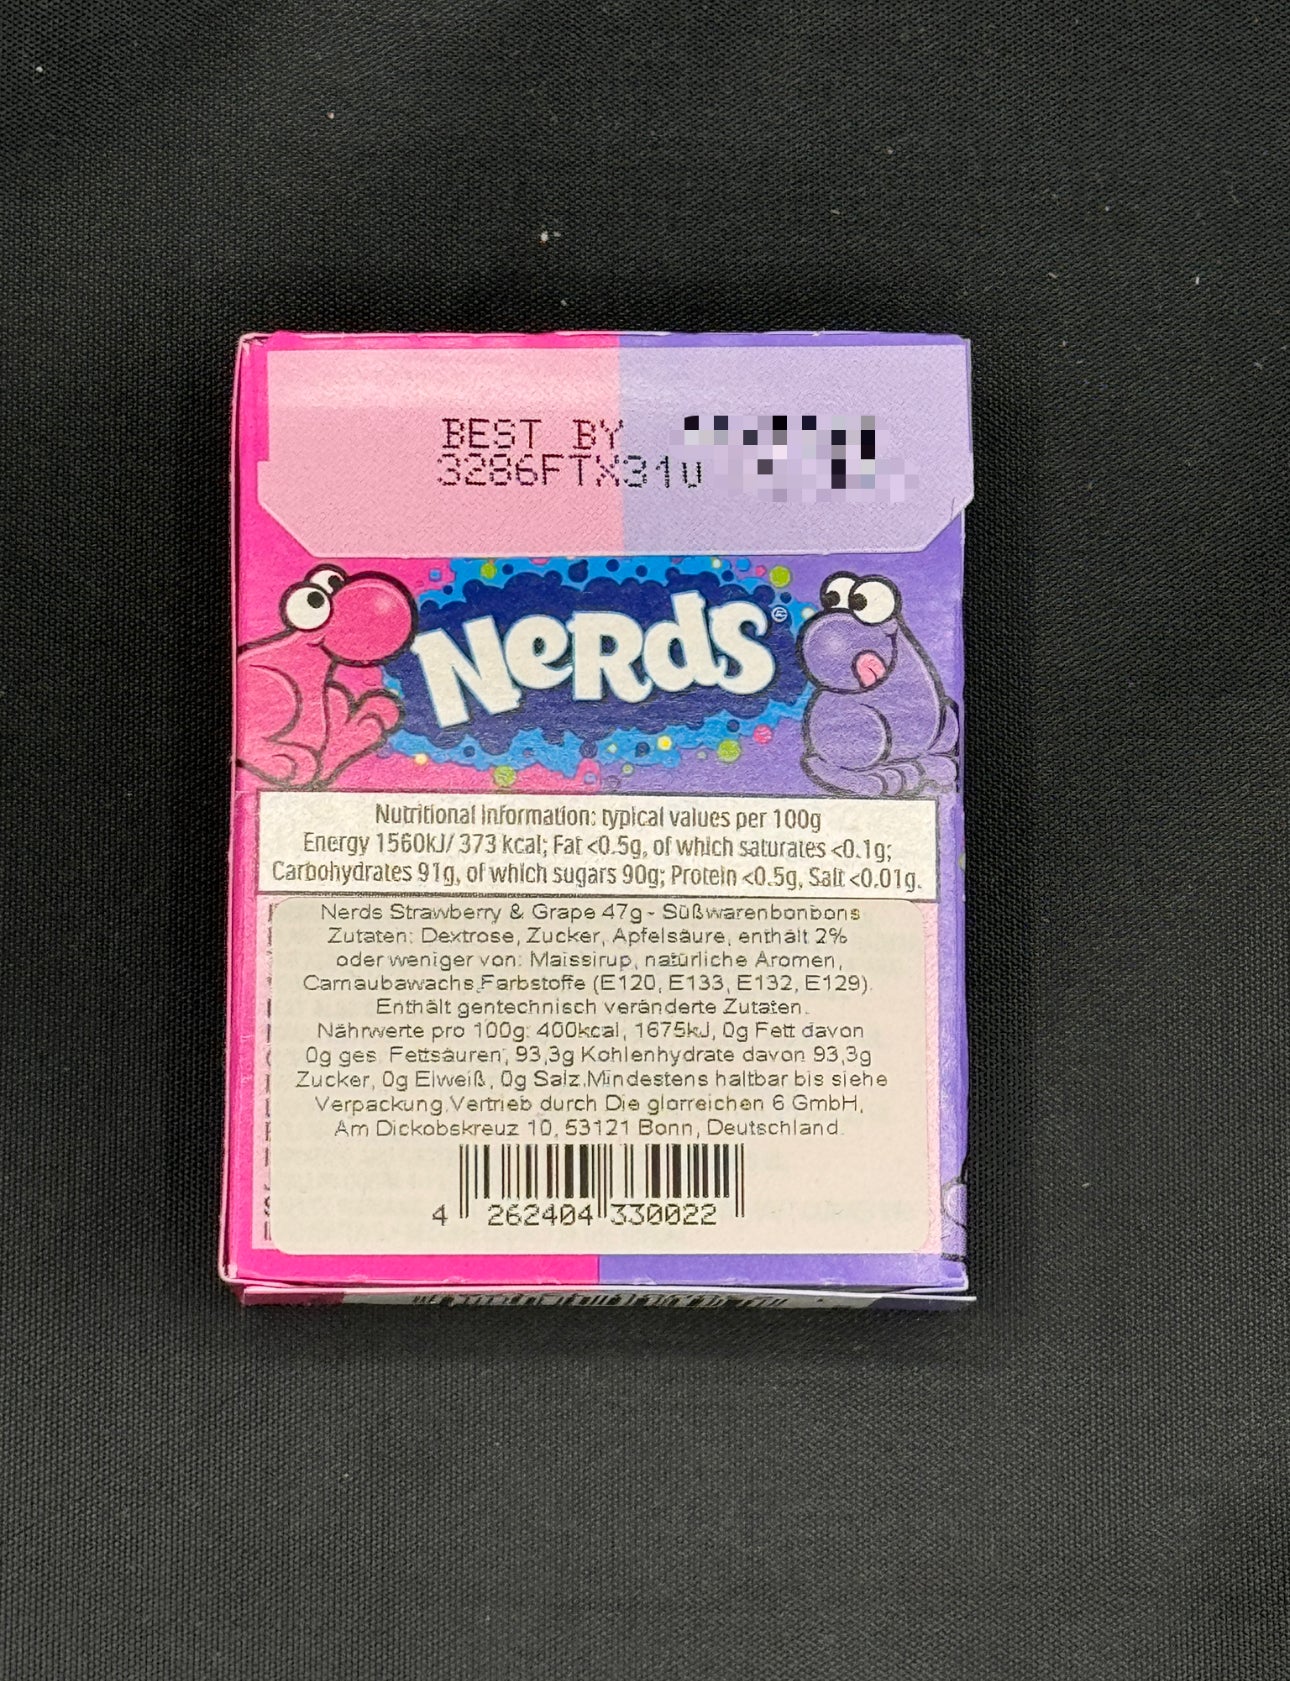 BEST BY
3286FTX31U
Nerds
Nutritional Information: typical values per 100g
Energy 1560kJ/ 373 kcal; Fat <0.5g, of which saturates <0.1g;
Carbohydrates 91g, of which sugars 90g; Protein <0.5g, Salt <0.01g.
Nerds Strawberry & Grape 47g - Süßwarenbonbons
Zutaten: Dextrose, Zucker, Apfelsäure, enthält 2%
oder weniger von: Maissirup, natürliche Aromen,
Carnaubawachs,Farbstoffe (E120, E133, E132, E129).
Enthält gentechnisch veränderte Zutaten.
Nährwerte pro 100g: 400kcal, 1675kJ, 0g Fett davon
0g ges. Fettsäuren, 93,3g Kohlenhydrate davon 93,3g
Zucker, 0g Eiweiß, 0g Salz.Mindestens haltbar bis siehe
Verpackung.Vertrieb durch Die glorreichen 6 GmbH,
Am Dickobskreuz 10, 53121 Bonn, Deutschland.
4 262404 330022